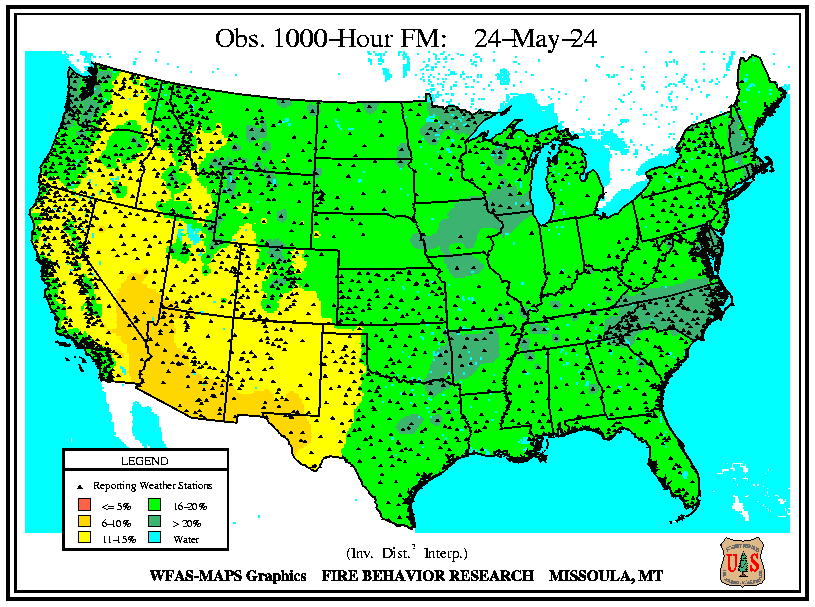 Obs. 1000-Hour FM: 24-May-24
LEGEND
Reporting Weather Stations
<= 5%
16-20%
6-10%
> 20%
11-15%
Water
(Inv. Dist.² Interp.)
WFAS-MAPS Graphics FIRE BEHAVIOR RESEARCH MISSOULA, MT
U S